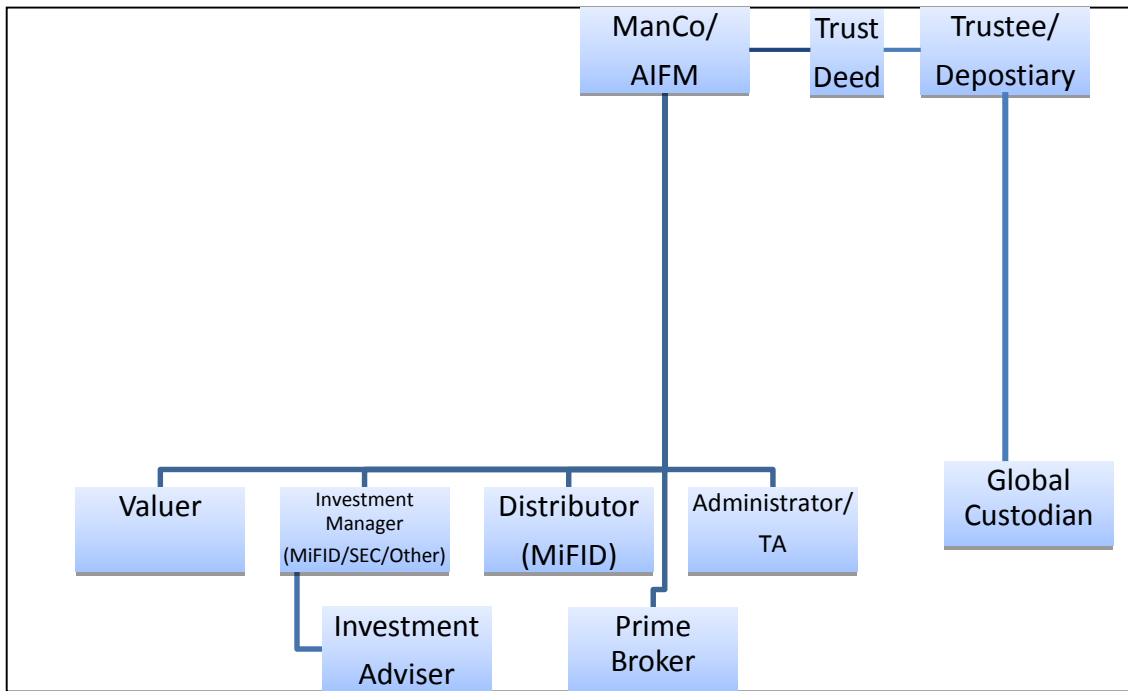 ManCo/
AIFM
Trust
Deed
Trustee/
Depostiary
Valuer
Investment
Manager
(MiFID/SEC/Other)
Distributor
(MiFID)
Administrator/
TA
Global
Custodian
Investment
Adviser
Prime
Broker